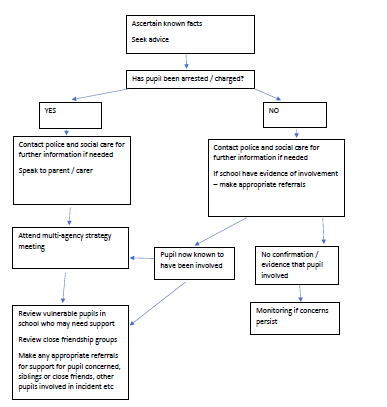 Ascertain known facts
Seek advice
Has pupil been arrested / charged?
YES
NO
Contact police and social care for
further information if needed
Speak to parent / carer
Contact police and social care for
further information if needed
If school have evidence of involvement
– make appropriate referrals
Attend multi-agency strategy
meeting
Pupil now known to
have been involved
No confirmation /
evidence that pupil
involved
Review vulnerable pupils in
school who may need support
Review close friendship groups
Make any appropriate referrals
for support for pupil concerned,
siblings or close friends, other
pupils involved in incident etc
Monitoring if concerns
persist